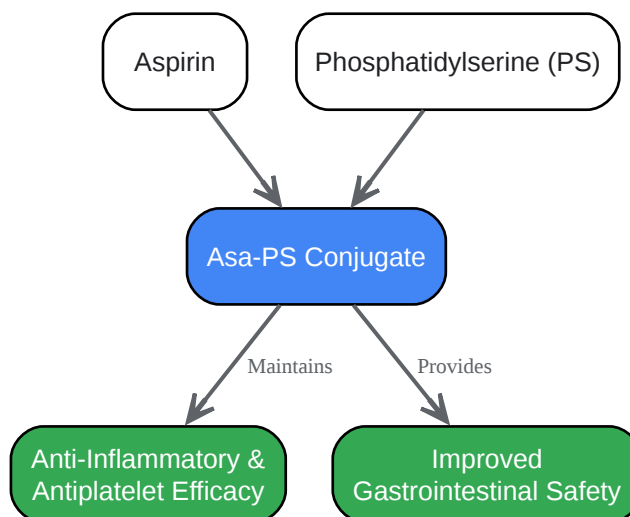 Aspirin
Phosphatidylserine (PS)
Asa-PS Conjugate
Maintains
Provides
Anti-Inflammatory &
Antiplatelet Efficacy
Improved
Gastrointestinal Safety